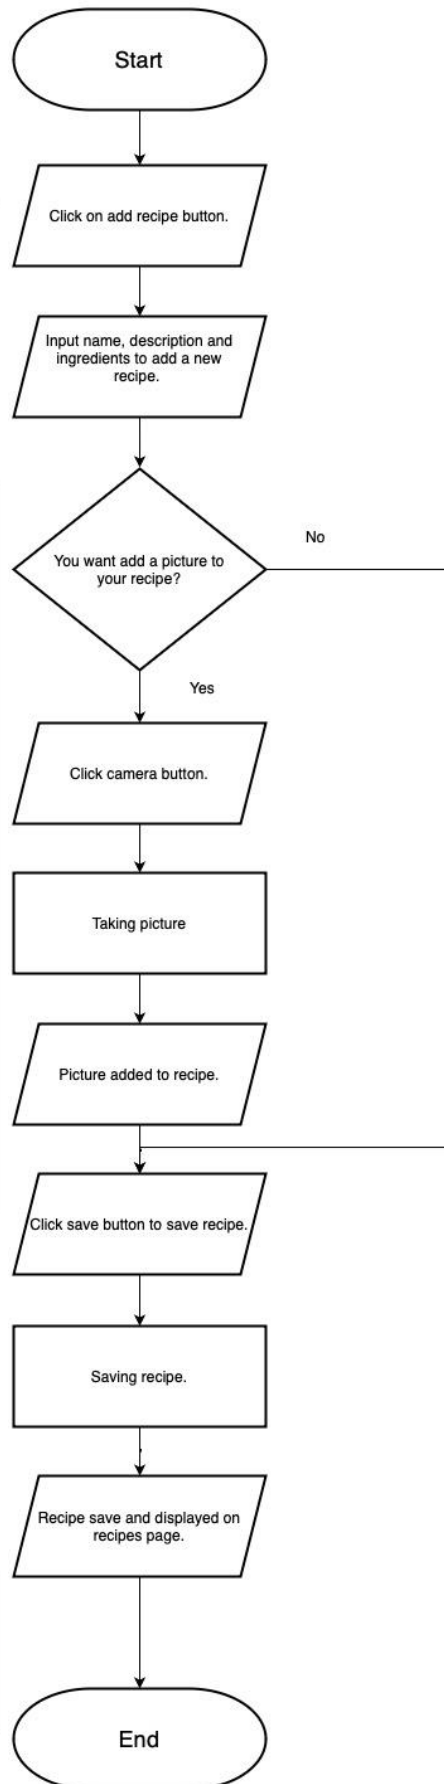 Start
Click on add recipe button.
Input name, description and
ingredients to add a new
recipe.
You want add a picture to
your recipe?
No
Yes
Click camera button.
Taking picture
Picture added to recipe.
Click save button to save recipe.
Saving recipe.
Recipe save and displayed on
recipes page.
End